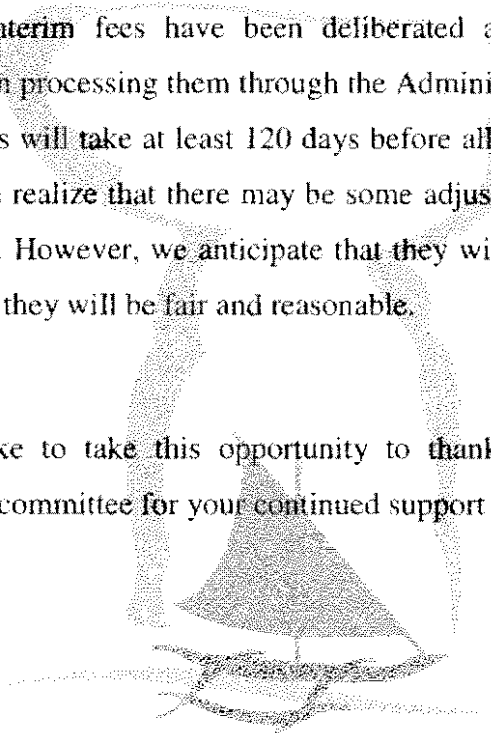 nterim fees have been deliberated a
n processing them through the Admini
s will take at least 120 days before all
realize that there may be some adjus
. However, we anticipate that they wi
they will be fair and reasonable.
ke to take this opportunity to thank
committee for your continued support